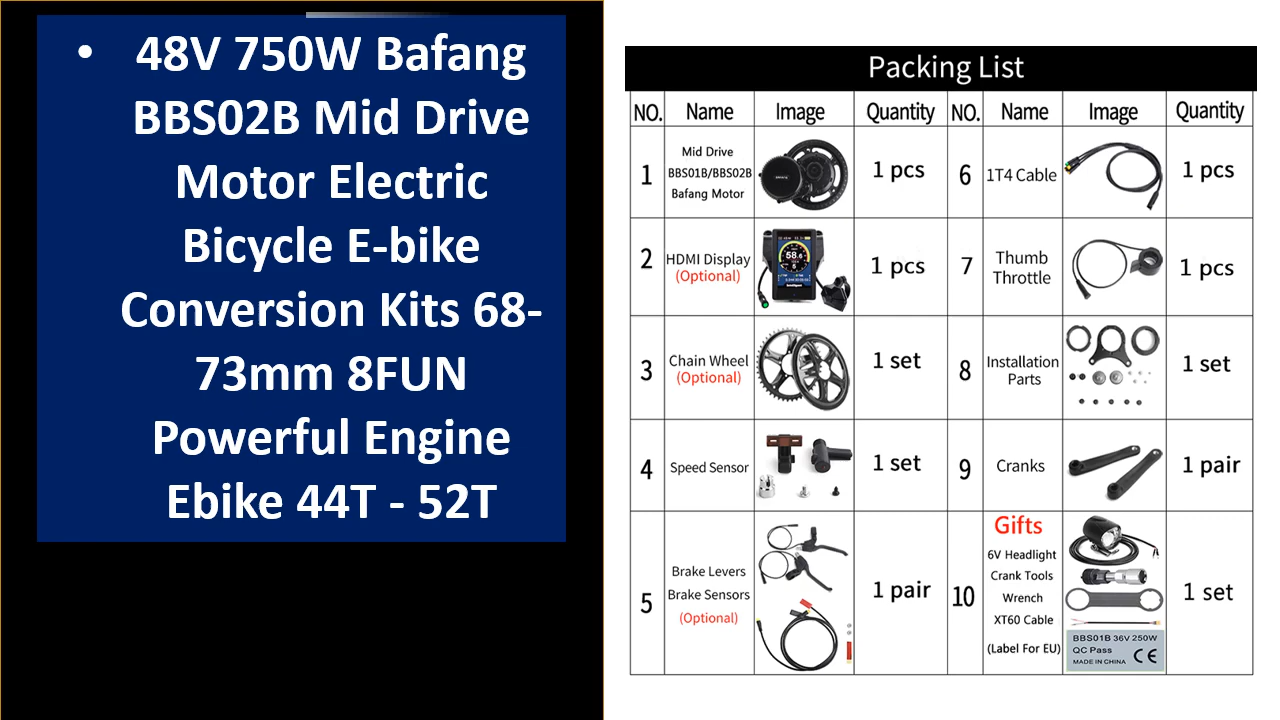 • 48V 750W Bafang
BBS02B Mid Drive
Motor Electric
Bicycle E-bike
Conversion Kits 68-
73mm 8FUN
Powerful Engine
Ebike 44T - 52T
Packing List
NO. Name Image Quantity NO. Name Image Quantity
1 Mid Drive
BBS01B/BBS02B
Bafang Motor
BAFANG
1 pcs
2 HDMI Display
(Optional)
58.6
1 pcs
3 Chain Wheel
(Optional)
1 set
4 Speed Sensor
1 set
5 Brake Levers
Brake Sensors
(Optional)
1 pair
6 1T4 Cable
1 pcs
7 Thumb
Throttle
1 pcs
8 Installation
Parts
1 set
9 Cranks
1 pair
10 Gifts
6V Headlight
Crank Tools
Wrench
XT60 Cable
(Label For EU)
BBS01B 36V 250W
QC Pass
MADE IN CHINA CE
1 set